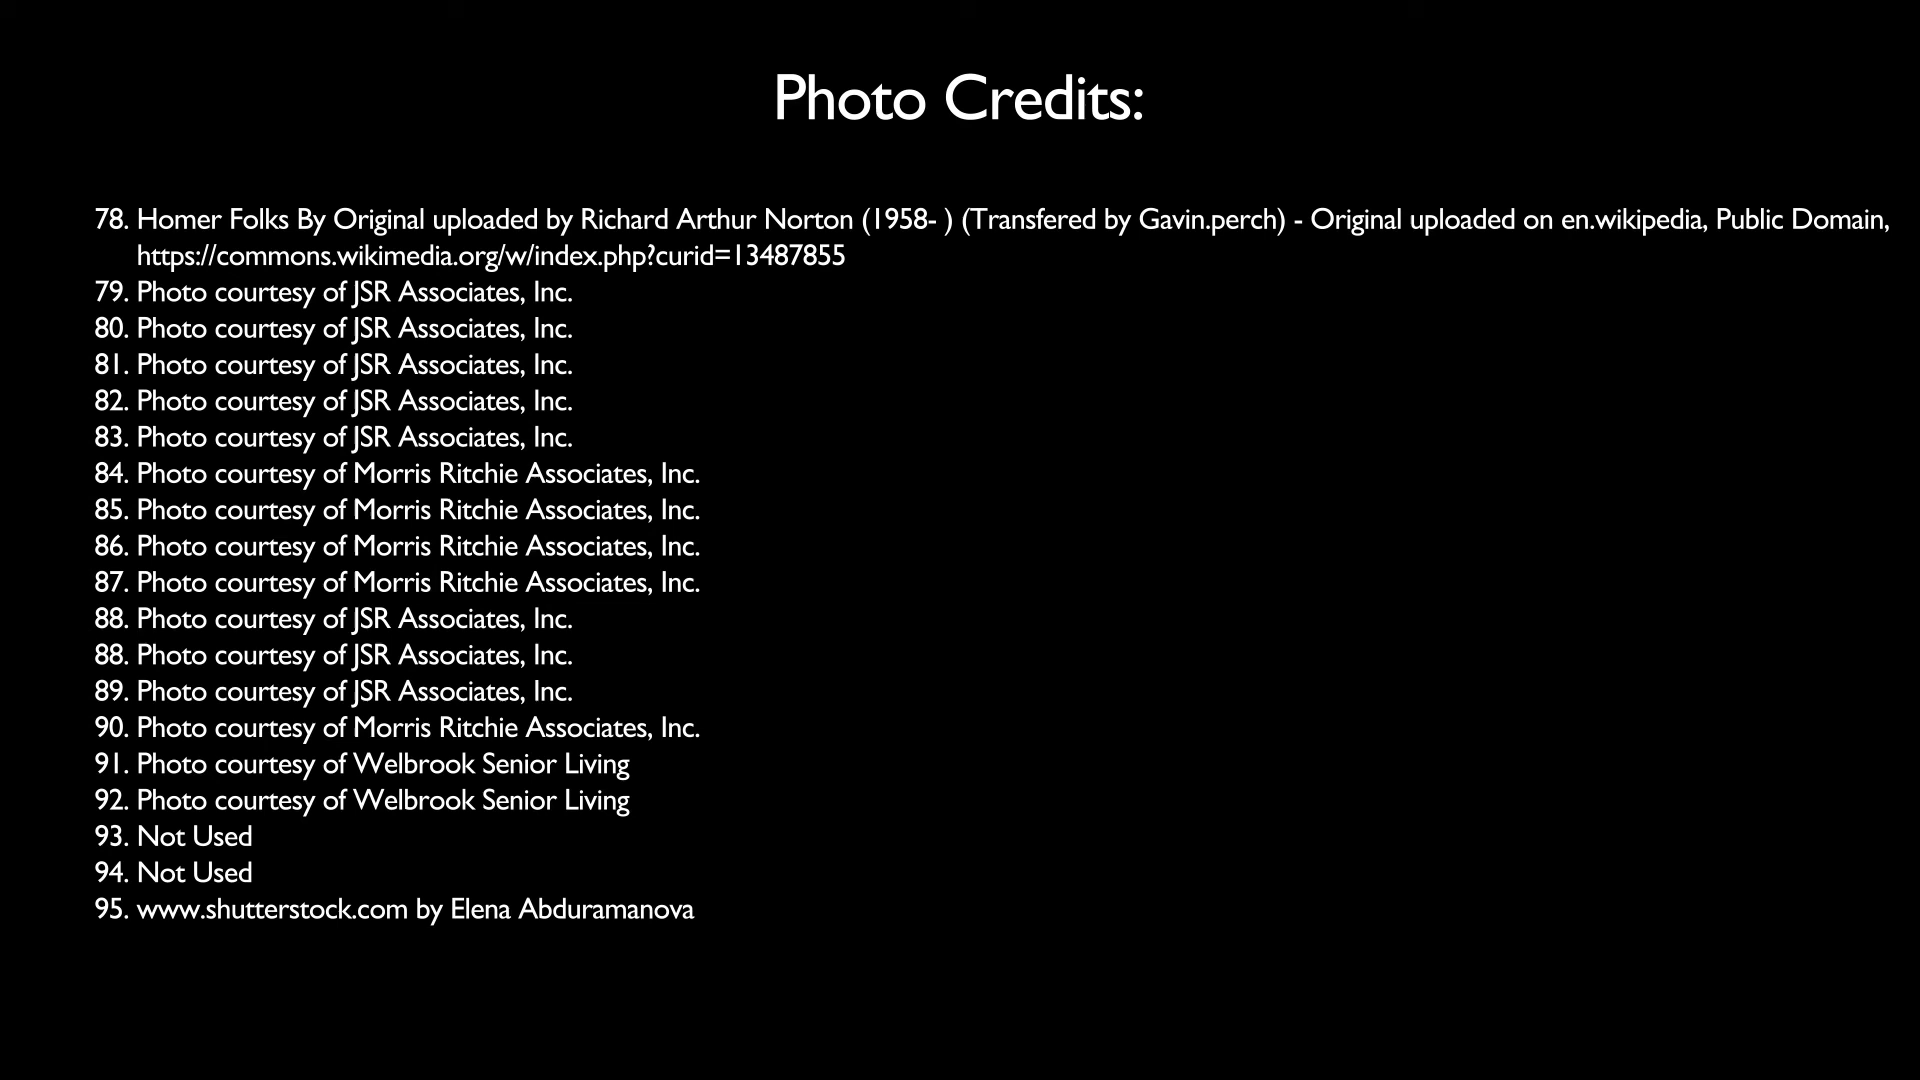 Photo Credits:
78. Homer Folks By Original uploaded by Richard Arthur Norton (1958- ) (Transfered by Gavin.perch) - Original uploaded on en.wikipedia, Public Domain,
https://commons.wikimedia.org/w/index.php?curid=13487855
79. Photo courtesy of JSR Associates, Inc.
80. Photo courtesy of JSR Associates, Inc.
81. Photo courtesy of JSR Associates, Inc.
82. Photo courtesy of JSR Associates, Inc.
83. Photo courtesy of JSR Associates, Inc.
84. Photo courtesy of Morris Ritchie Associates, Inc.
85. Photo courtesy of Morris Ritchie Associates, Inc.
86. Photo courtesy of Morris Ritchie Associates, Inc.
87. Photo courtesy of Morris Ritchie Associates, Inc.
88. Photo courtesy of JSR Associates, Inc.
88. Photo courtesy of JSR Associates, Inc.
89. Photo courtesy of JSR Associates, Inc.
90. Photo courtesy of Morris Ritchie Associates, Inc.
91. Photo courtesy of Welbrook Senior Living
92. Photo courtesy of Welbrook Senior Living
93. Not Used
94. Not Used
95. www.shutterstock.com by Elena Abduramanova